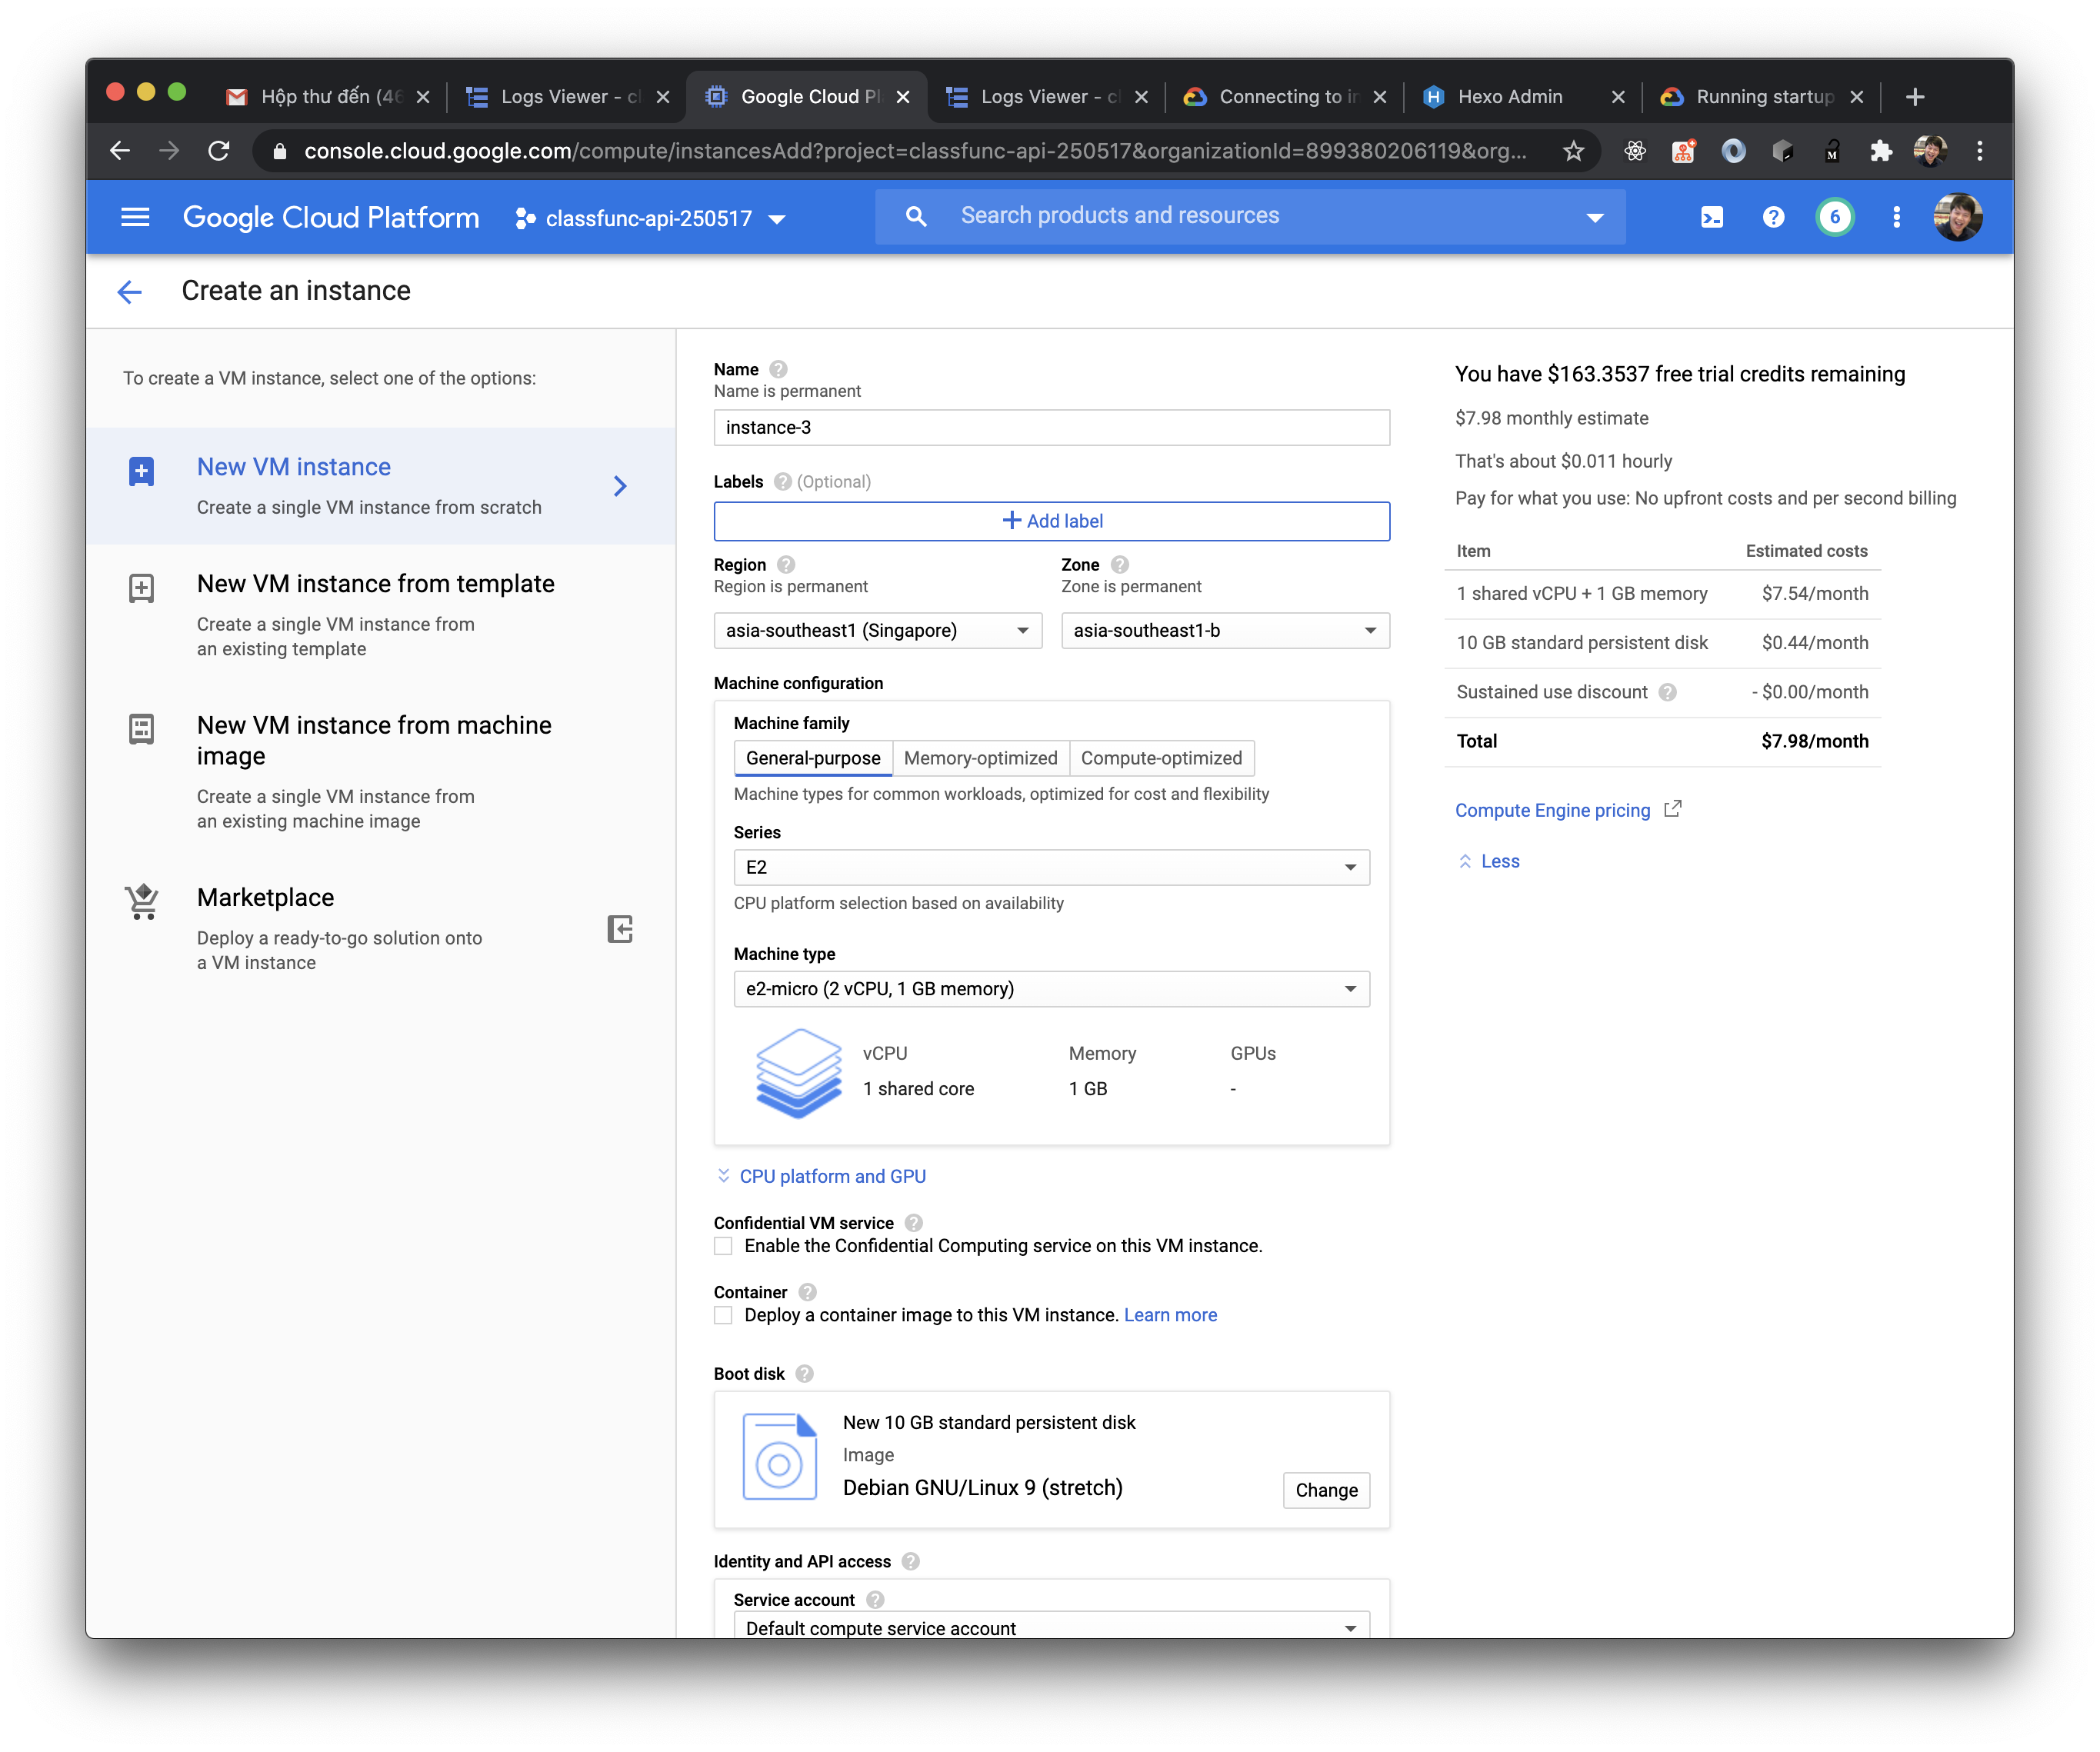 Hộp thư đến (46
Logs Viewer - cl
Google Cloud Pl
Logs Viewer - cl
Connecting to in
Hexo Admin
Running startup
console.cloud.google.com/compute/instancesAdd?project=classfunc-api-250517&organizationId=899380206119&org...
Google Cloud Platform
classfunc-api-250517
Search products and resources
6
Create an instance
To create a VM instance, select one of the options:
New VM instance
Create a single VM instance from scratch
New VM instance from template
Create a single VM instance from
an existing template
New VM instance from machine
image
Create a single VM instance from
an existing machine image
Marketplace
Deploy a ready-to-go solution onto
a VM instance
Name
Name is permanent
instance-3
Labels (Optional)
Add label
Region
Region is permanent
asia-southeast1 (Singapore)
Zone
Zone is permanent
asia-southeast1-b
Machine configuration
Machine family
General-purpose
Memory-optimized
Compute-optimized
Machine types for common workloads, optimized for cost and flexibility
Series
E2
CPU platform selection based on availability
Machine type
e2-micro (2 vCPU, 1 GB memory)
vCPU Memory GPUs
1 shared core 1 GB -
CPU platform and GPU
Confidential VM service
Enable the Confidential Computing service on this VM instance.
Container
Deploy a container image to this VM instance. Learn more
Boot disk
New 10 GB standard persistent disk
Image
Debian GNU/Linux 9 (stretch)
Change
Identity and API access
Service account
Default compute service account
You have $163.3537 free trial credits remaining
$7.98 monthly estimate
That's about $0.011 hourly
Pay for what you use: No upfront costs and per second billing
Item Estimated costs
1 shared vCPU + 1 GB memory $7.54/month
10 GB standard persistent disk $0.44/month
Sustained use discount - $0.00/month
Total $7.98/month
Compute Engine pricing
Less